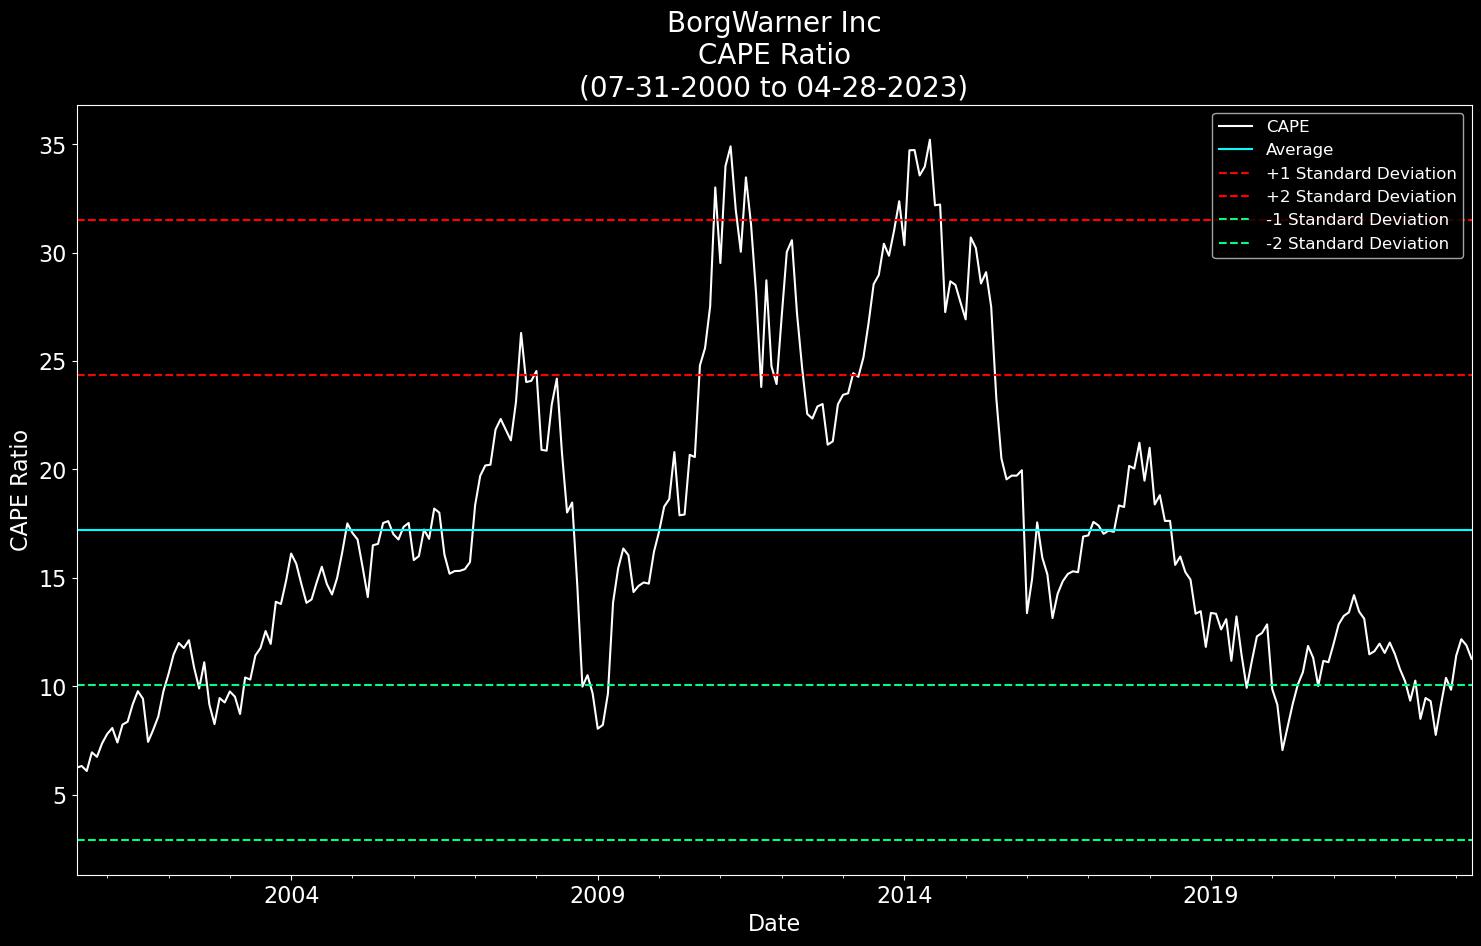 BorgWarner Inc
CAPE Ratio
(07-31-2000 to 04-28-2023)
CAPE
Average
+1 Standard Deviation
+2 Standard Deviation
-1 Standard Deviation
-2 Standard Deviation
CAPE Ratio
35
30
25
20
15
10
5
2004
2009
2014
2019
Date